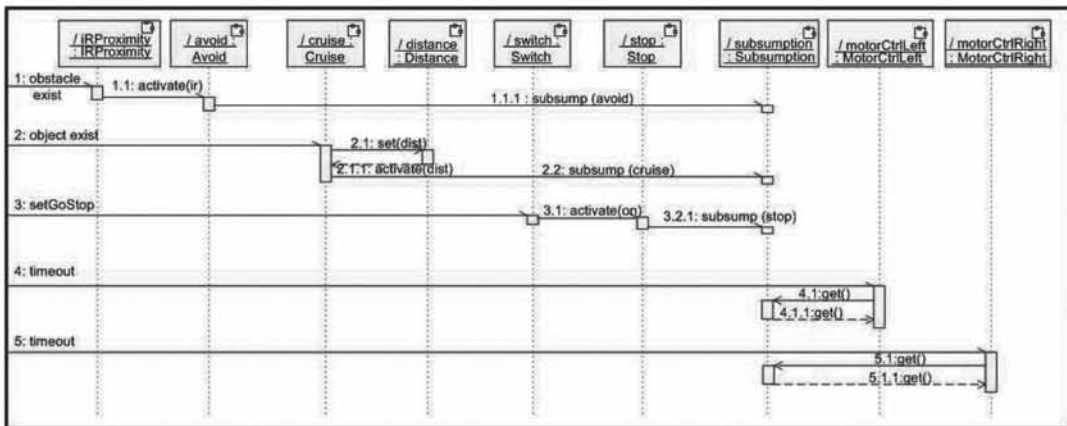 / iRProximity
: IRProximity
/ avoid :
Avoid
/ cruise :
Cruise
/ distance
: Distance
/ switch :
Switch
/ stop :
Stop
/ subsumption
: Subsumption
/ motorCtrlLeft
: MotorCtrlLeft
/ motorCtrlRight
: MotorCtrlRight
1: obstacle
exist
1.1: activate(ir)
1.1.1 : subsump (avoid)
2: object exist
2.1: set(dist)
2.1.1: activate(dist)
2.2: subsump (cruise)
3: setGoStop
3.1: activate(on)
3.2.1: subsump (stop)
4: timeout
4.1:get()
4.1.1:get()
5: timeout
5.1:get()
5.1.1:get()